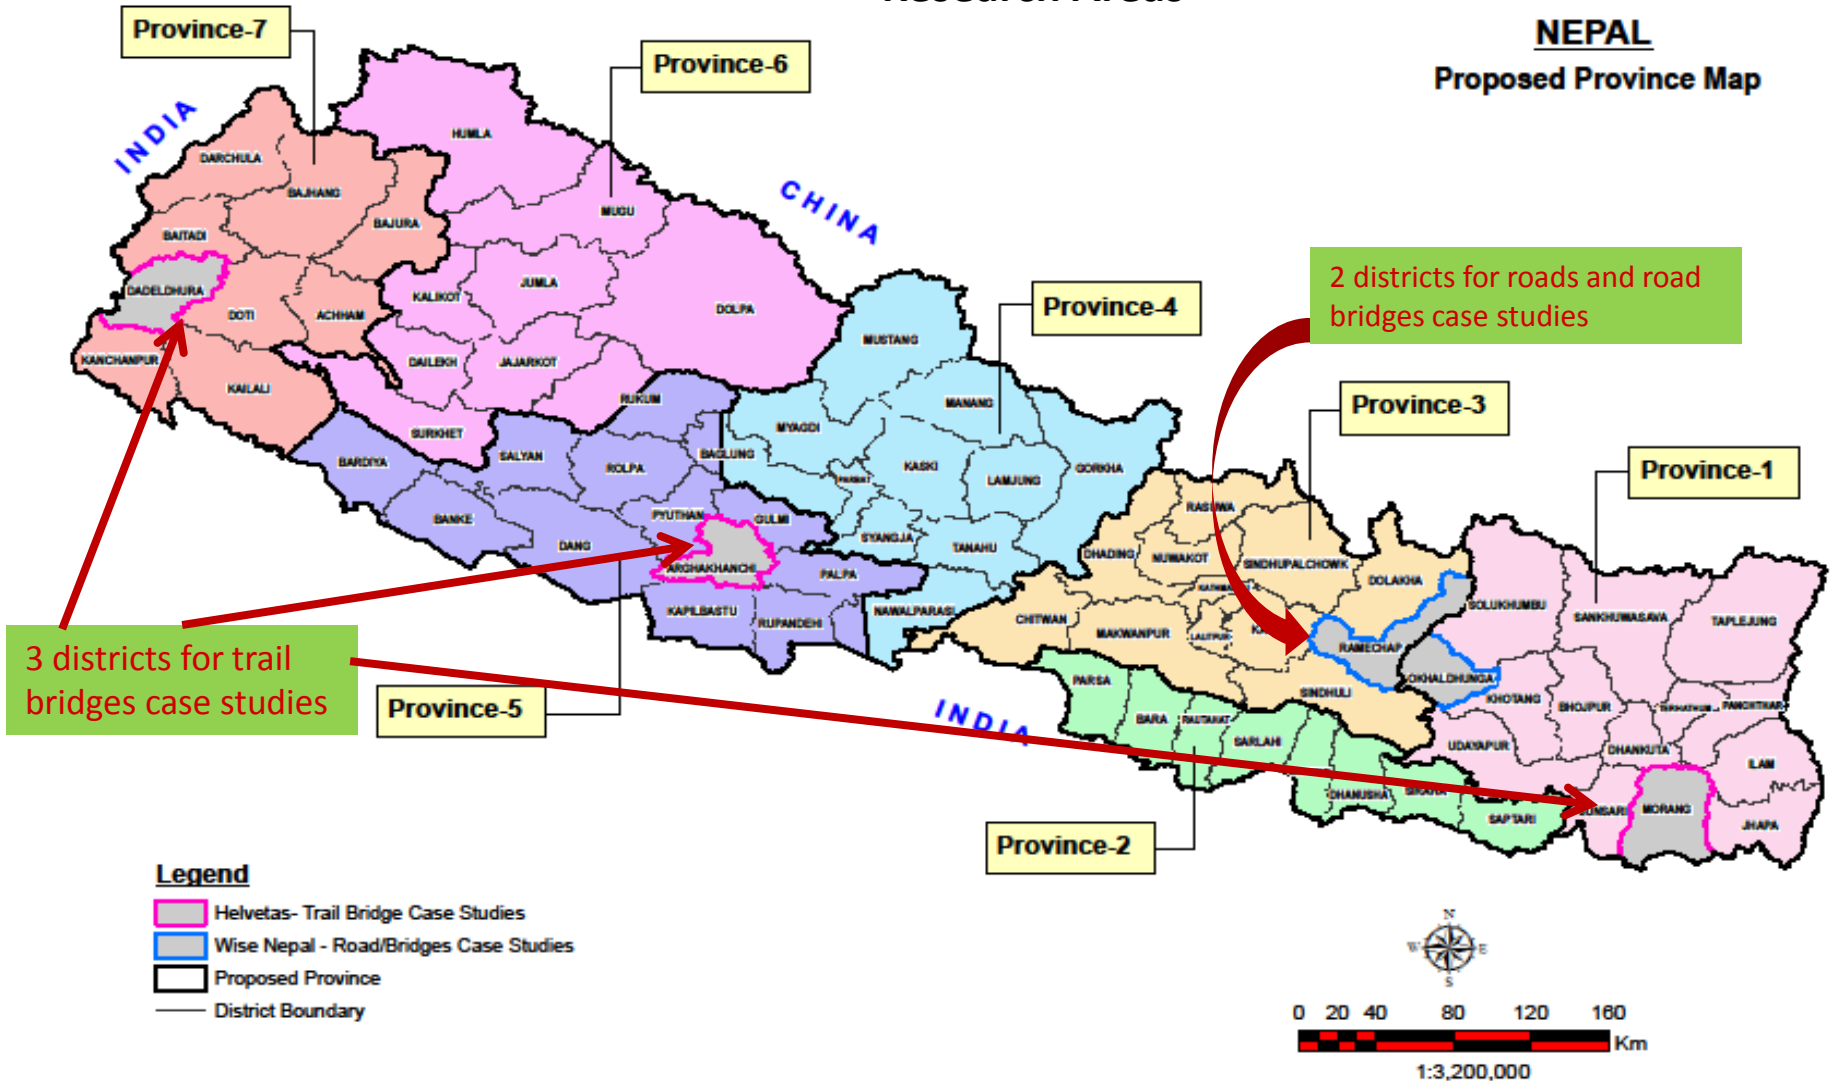 Research Areas
NEPAL
Proposed Province Map
Province-7
Province-6
Province-4
Province-3
Province-1
Province-5
Province-2
INDIA
CHINA
INDIA
2 districts for roads and road
bridges case studies
3 districts for trail
bridges case studies
HUMLA
DARCHULA
BAJHANG
MUGU
BAJURA
BAITADI
DADELDHURA
DOTI
ACHHAM
KALIKOT
JUMLA
DOLPA
KANCHANPUR
KAILALI
DAILEKH
JAJARKOT
RUKUM
SURKHET
MUSTANG
MANANG
MYAGDI
BARDIYA
SALYAN
ROLPA
BAGLUNG
KASKI
LAMJUNG
GORKHA
PARBAT
BANKE
PYUTHAN
GULMI
DANG
ARGHAKHANCHI
PALPA
SYANGJA
TANAHU
KAPILBASTU
RUPANDEHI
NAWALPARASI
RASUWA
DHADING
NUWAKOT
SINDHUPALCHOWK
DOLAKHA
CHITWAN
MAKWANPUR
LALITPUR
RAMECHAP
SINDHULI
SOLUKHUMBU
SANKHUWASAVA
TAPLEJUNG
OKHALDHUNGA
KHOTANG
BHOJPUR
PANCHTHAR
PARSA
BARA
RAUTAHAT
SARLAHI
UDAYAPUR
DHANKUTA
ILAM
DHANUSHA
SAPTARI
MORANG
JHAPA
Legend
Helvetas- Trail Bridge Case Studies
Wise Nepal - Road/Bridges Case Studies
Proposed Province
District Boundary
N
W E
S
0 20 40 80 120 160
Km
1:3,200,000